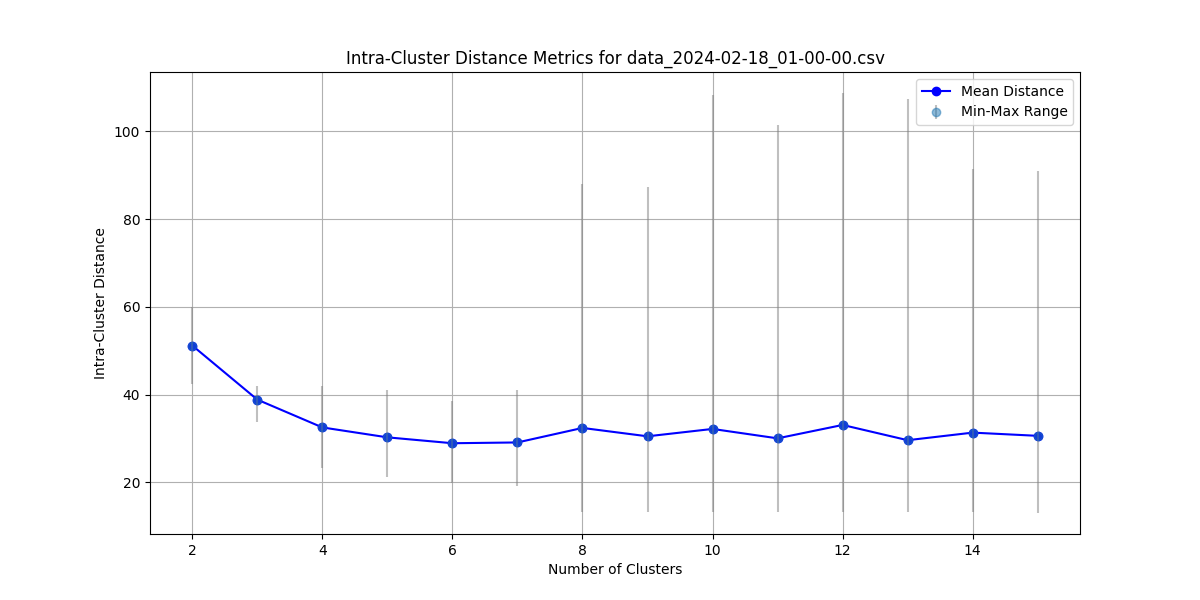 Intra-Cluster Distance Metrics for data_2024-02-18_01-00-00.csv
Mean Distance
Min-Max Range
100
80
60
40
20
Intra-Cluster Distance
2 4 6 8 10 12 14
Number of Clusters